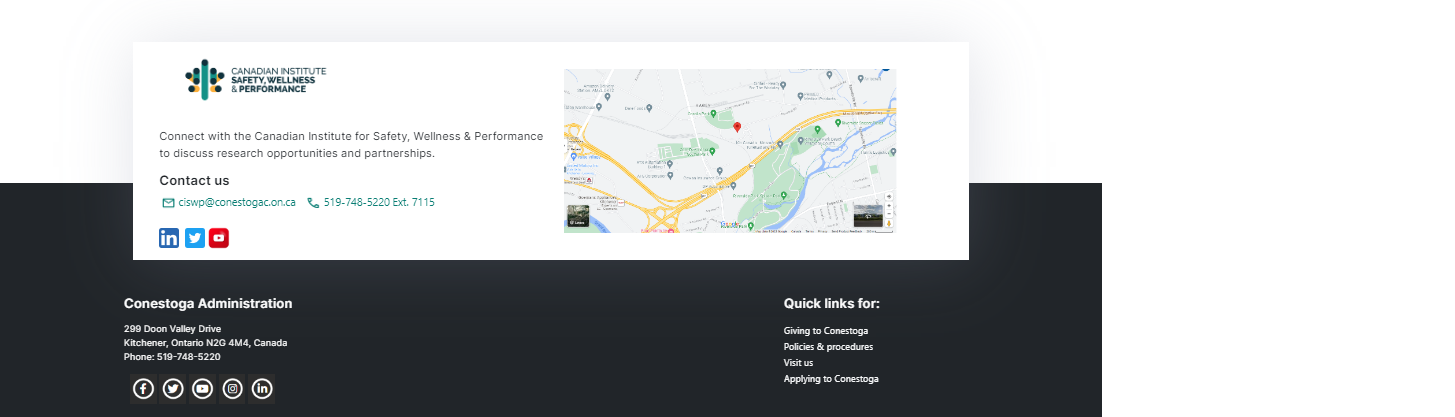 CANADIAN INSTITUTE
SAFETY, WELLNESS
& PERFORMANCE
Connect with the Canadian Institute for Safety, Wellness & Performance
to discuss research opportunities and partnerships.
Contact us
ciswp@conestogac.on.ca 519-748-5220 Ext. 7115
Conestoga Administration
299 Doon Valley Drive
Kitchener, Ontario N2G 4M4, Canada
Phone: 519-748-5220
Quick links for:
Giving to Conestoga
Policies & procedures
Visit us
Applying to Conestoga